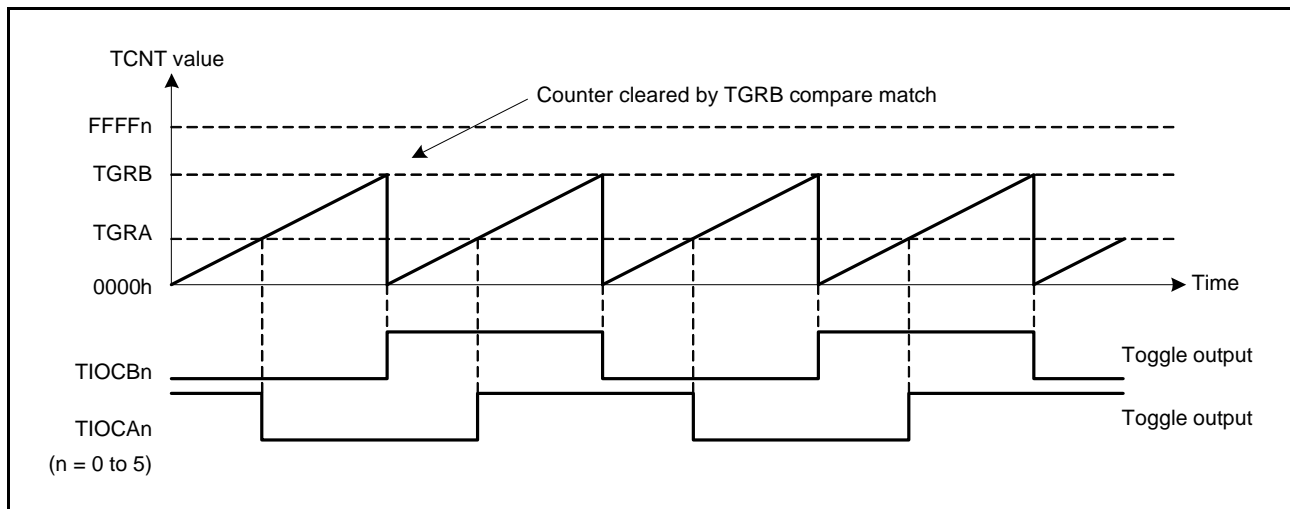 TCNT value
Counter cleared by TGRB compare match
FFFFn
TGRB
TGRA
0000h
Time
TIOCBn
Toggle output
TIOCAn
Toggle output
(n = 0 to 5)